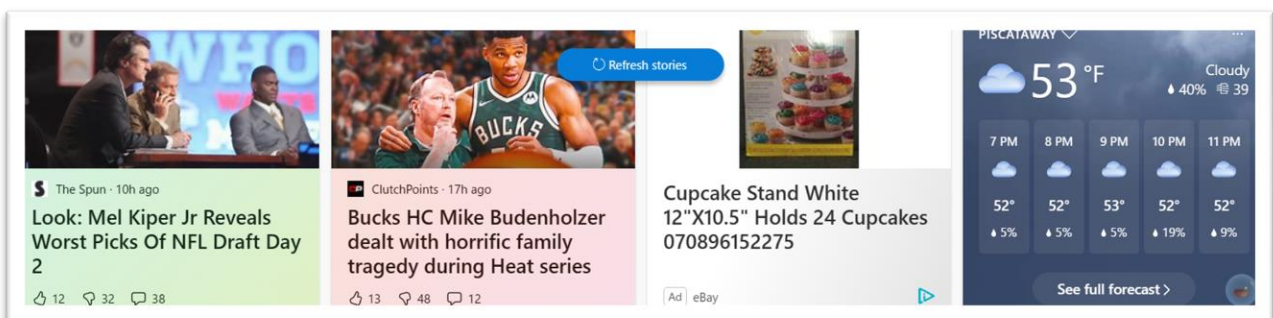 WHO
BUCKS
Refresh stories
The Spun · 10h ago
Look: Mel Kiper Jr Reveals
Worst Picks Of NFL Draft Day
2
12 32 38
ClutchPoints · 17h ago
Bucks HC Mike Budenholzer
dealt with horrific family
tragedy during Heat series
13 48 12
Cupcake Stand White
12"X10.5" Holds 24 Cupcakes
070896152275
Ad eBay
PISCATAWAY
53 °F
Cloudy
40% 39
7 PM 8 PM 9 PM 10 PM 11 PM
52° 52° 53° 52° 52°
5% 5% 5% 19% 9%
See full forecast >